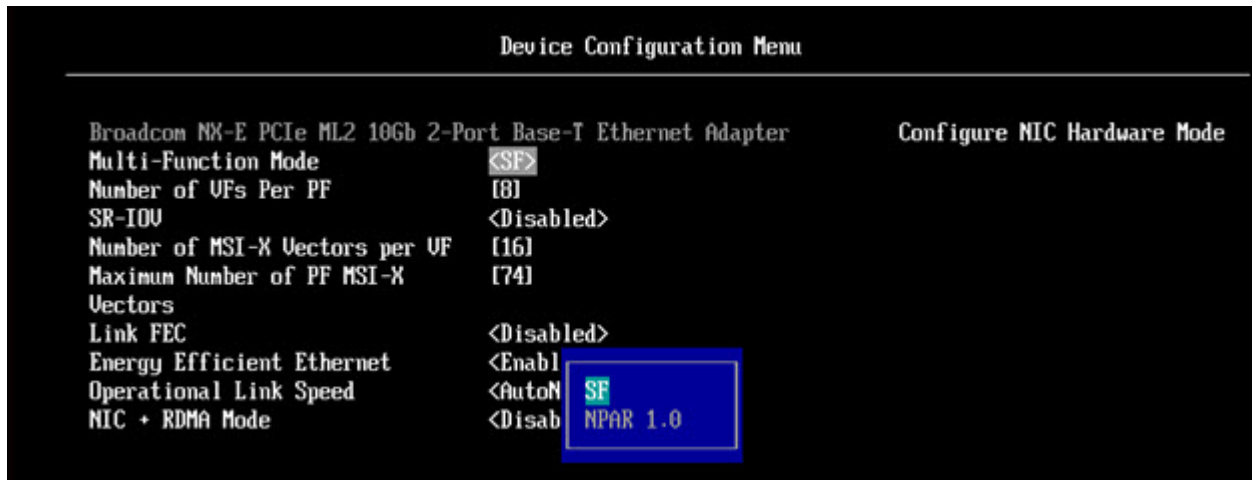 Device Configuration Menu
Broadcom NX-E PCIe ML2 10Gb 2-Port Base-T Ethernet Adapter Configure NIC Hardware Mode
Multi-Function Mode <SF>
Number of VFs Per PF [8]
SR-IOV <Disabled>
Number of MSI-X Vectors per VF [16]
Maximum Number of PF MSI-X [74]
Vectors
Link FEC <Disabled>
Energy Efficient Ethernet <Enabl
Operational Link Speed <AutoN SF
NIC + RDMA Mode <Disab NPAR 1.0